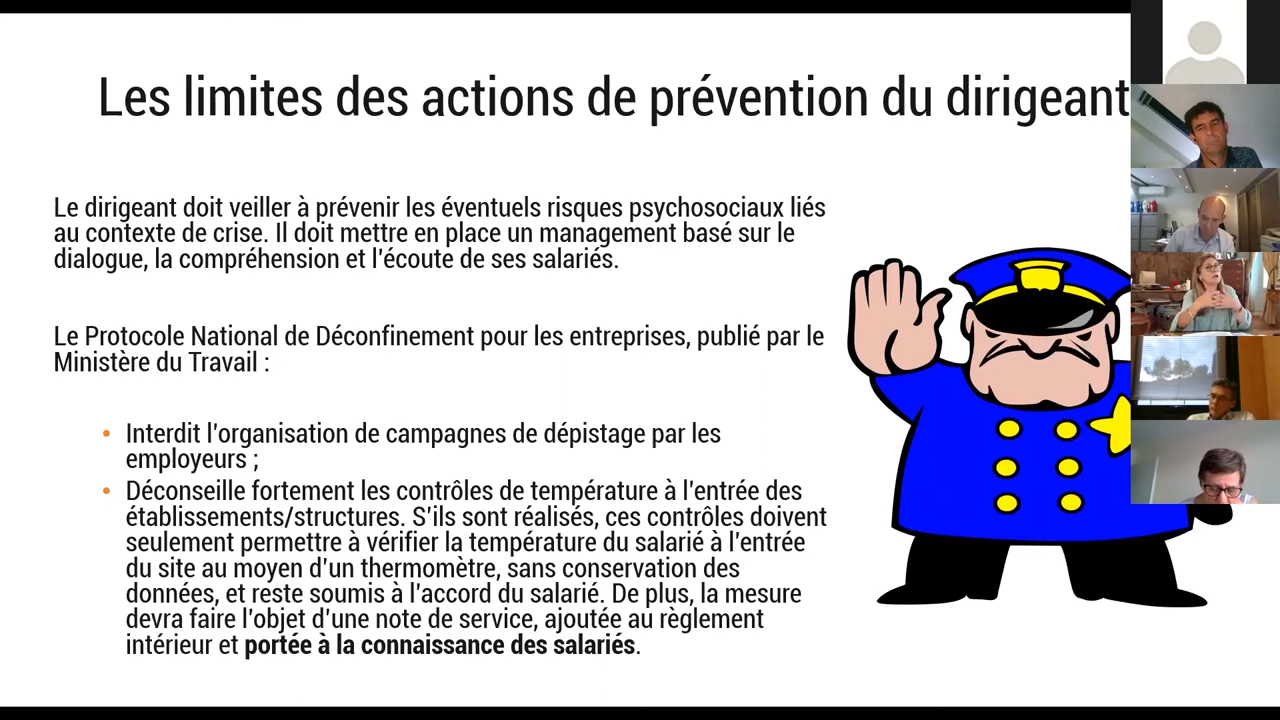 Les limites des actions de prévention du dirigeant
Le dirigeant doit veiller à prévenir les éventuels risques psychosociaux liés
au contexte de crise. Il doit mettre en place un management basé sur le
dialogue, la compréhension et l'écoute de ses salariés.
Le Protocole National de Déconfinement pour les entreprises, publié par le
Ministère du Travail :
• Interdit l'organisation de campagnes de dépistage par les
employeurs ;
• Déconseille fortement les contrôles de température à l'entrée des
établissements/structures. S'ils sont réalisés, ces contrôles doivent
seulement permettre à vérifier la température du salarié à l'entrée
du site au moyen d'un thermomètre, sans conservation des
données, et reste soumis à l'accord du salarié. De plus, la mesure
devra faire l'objet d'une note de service, ajoutée au règlement
intérieur et portée à la connaissance des salariés.